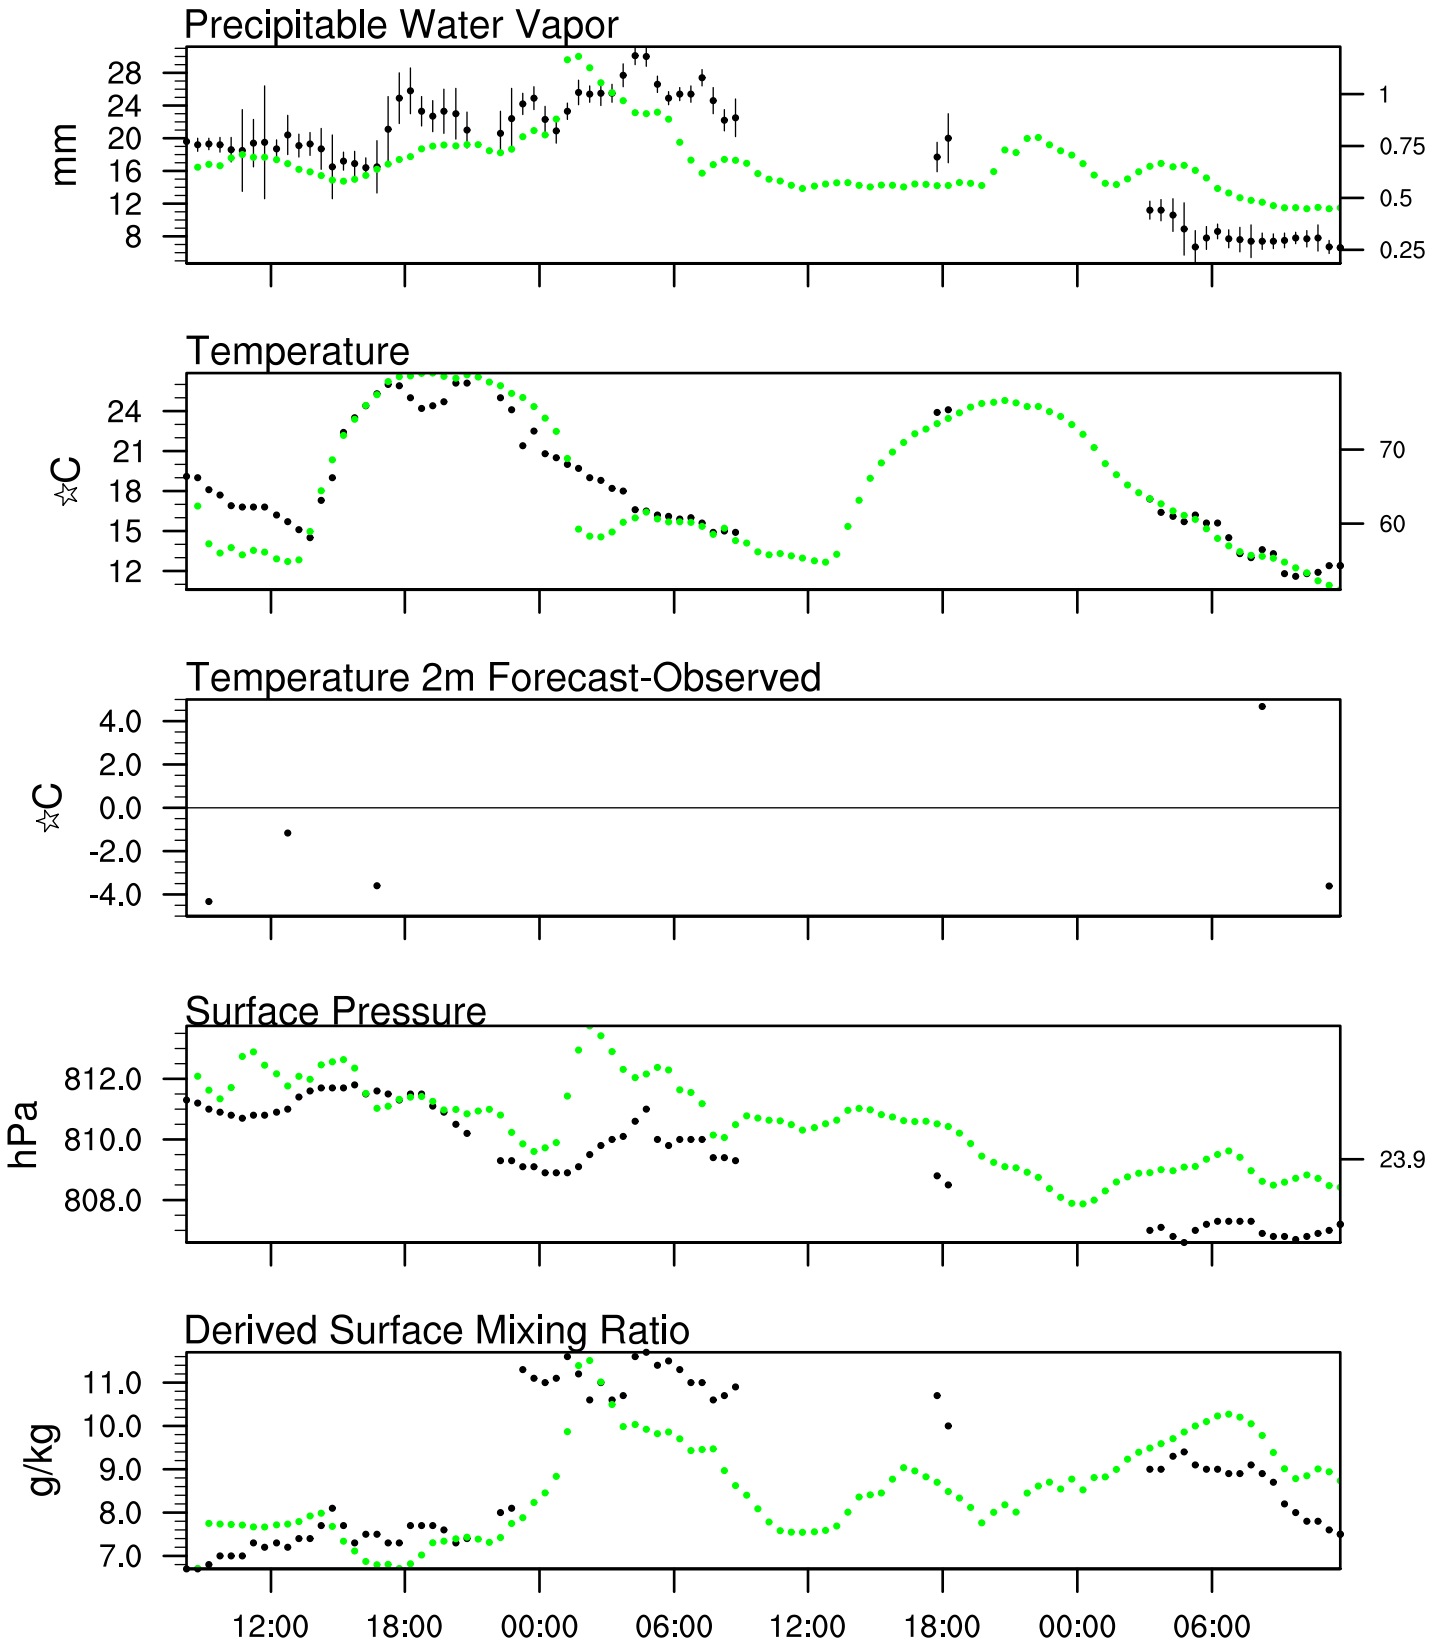 Precipitable Water Vapor
28
24
20
16
12
8
mm
1
0.75
0.5
0.25
Temperature
24
21
18
15
12
☆C
70
60
Temperature 2m Forecast-Observed
4.0
2.0
0.0
-2.0
-4.0
☆C
Surface Pressure
812.0
810.0
808.0
hPa
23.9
Derived Surface Mixing Ratio
11.0
10.0
9.0
8.0
7.0
g/kg
12:00 18:00 00:00 06:00 12:00 18:00 00:00 06:00